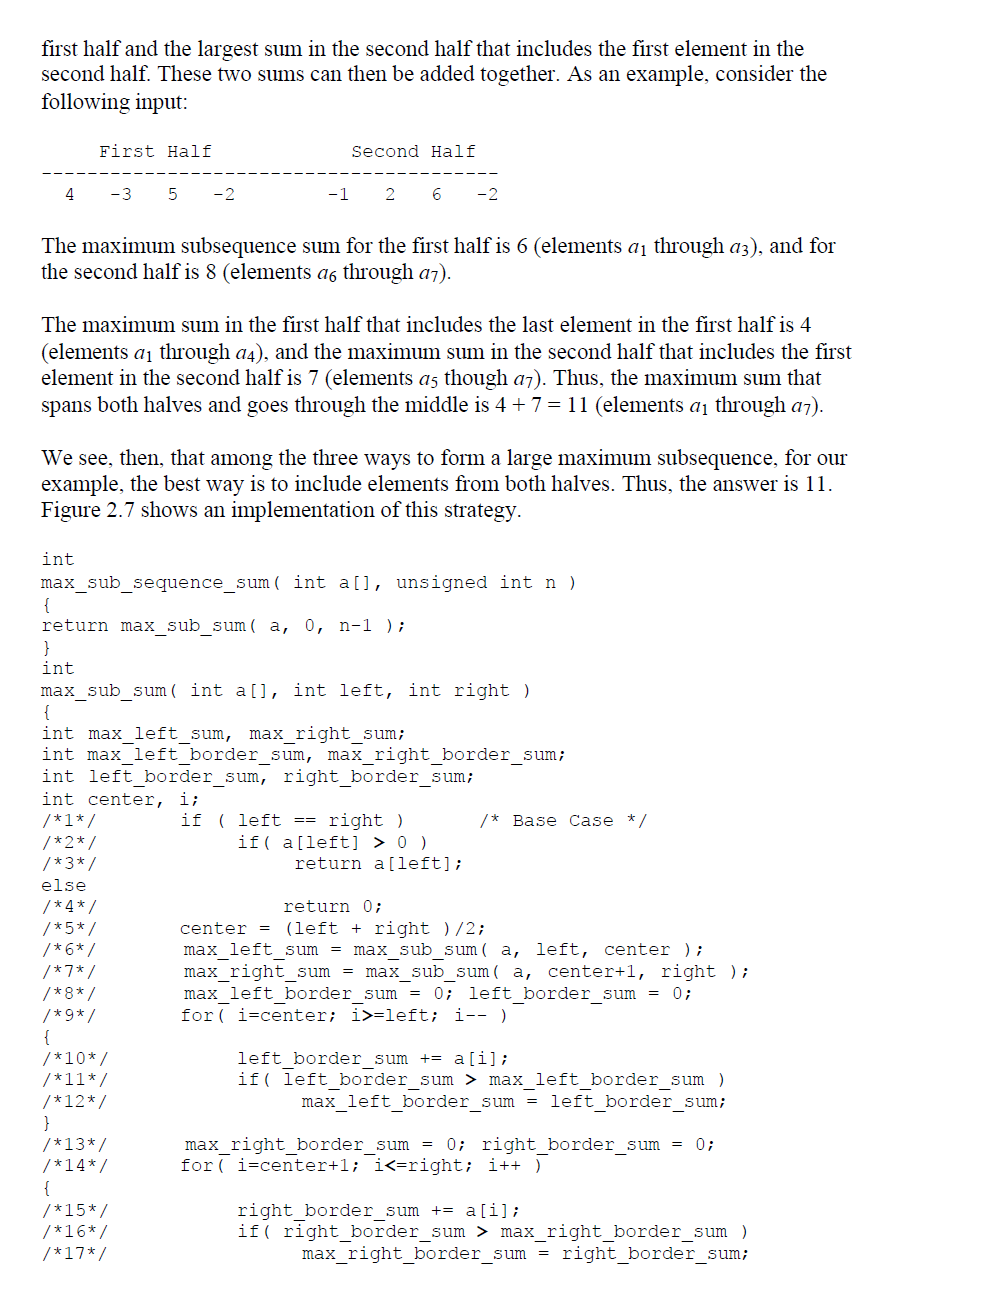 first half and the largest sum in the second half that includes the first element in the
second half. These two sums can then be added together. As an example, consider the
following input:
First Half Second Half
----------------------------------------
4 -3 5 -2 -1 2 6 -2
The maximum subsequence sum for the first half is 6 (elements a1 through a3), and for
the second half is 8 (elements a6 through a7).
The maximum sum in the first half that includes the last element in the first half is 4
(elements a1 through a4), and the maximum sum in the second half that includes the first
element in the second half is 7 (elements a5 though a7). Thus, the maximum sum that
spans both halves and goes through the middle is 4 + 7 = 11 (elements a1 through a7).
We see, then, that among the three ways to form a large maximum subsequence, for our
example, the best way is to include elements from both halves. Thus, the answer is 11.
Figure 2.7 shows an implementation of this strategy.
int
max_sub_sequence_sum( int a[], unsigned int n )
{
return max_sub_sum( a, 0, n-1 );
}
int
max_sub_sum( int a[], int left, int right )
{
int max_left_sum, max_right_sum;
int max_left_border_sum, max_right_border_sum;
int left_border_sum, right_border_sum;
int center, i;
/*1*/ if ( left == right ) /* Base Case */
/*2*/ if( a[left] > 0 )
/*3*/ return a[left];
else
/*4*/ return 0;
/*5*/ center = (left + right )/2;
/*6*/ max_left_sum = max_sub_sum( a, left, center );
/*7*/ max_right_sum = max_sub_sum( a, center+1, right );
/*8*/ max_left_border_sum = 0; left_border_sum = 0;
/*9*/ for( i=center; i>=left; i-- )
{
/*10*/ left_border_sum += a[i];
/*11*/ if( left_border_sum > max_left_border_sum )
/*12*/ max_left_border_sum = left_border_sum;
}
/*13*/ max_right_border_sum = 0; right_border_sum = 0;
/*14*/ for( i=center+1; i<=right; i++ )
{
/*15*/ right_border_sum += a[i];
/*16*/ if( right_border_sum > max_right_border_sum )
/*17*/ max_right_border_sum = right_border_sum;